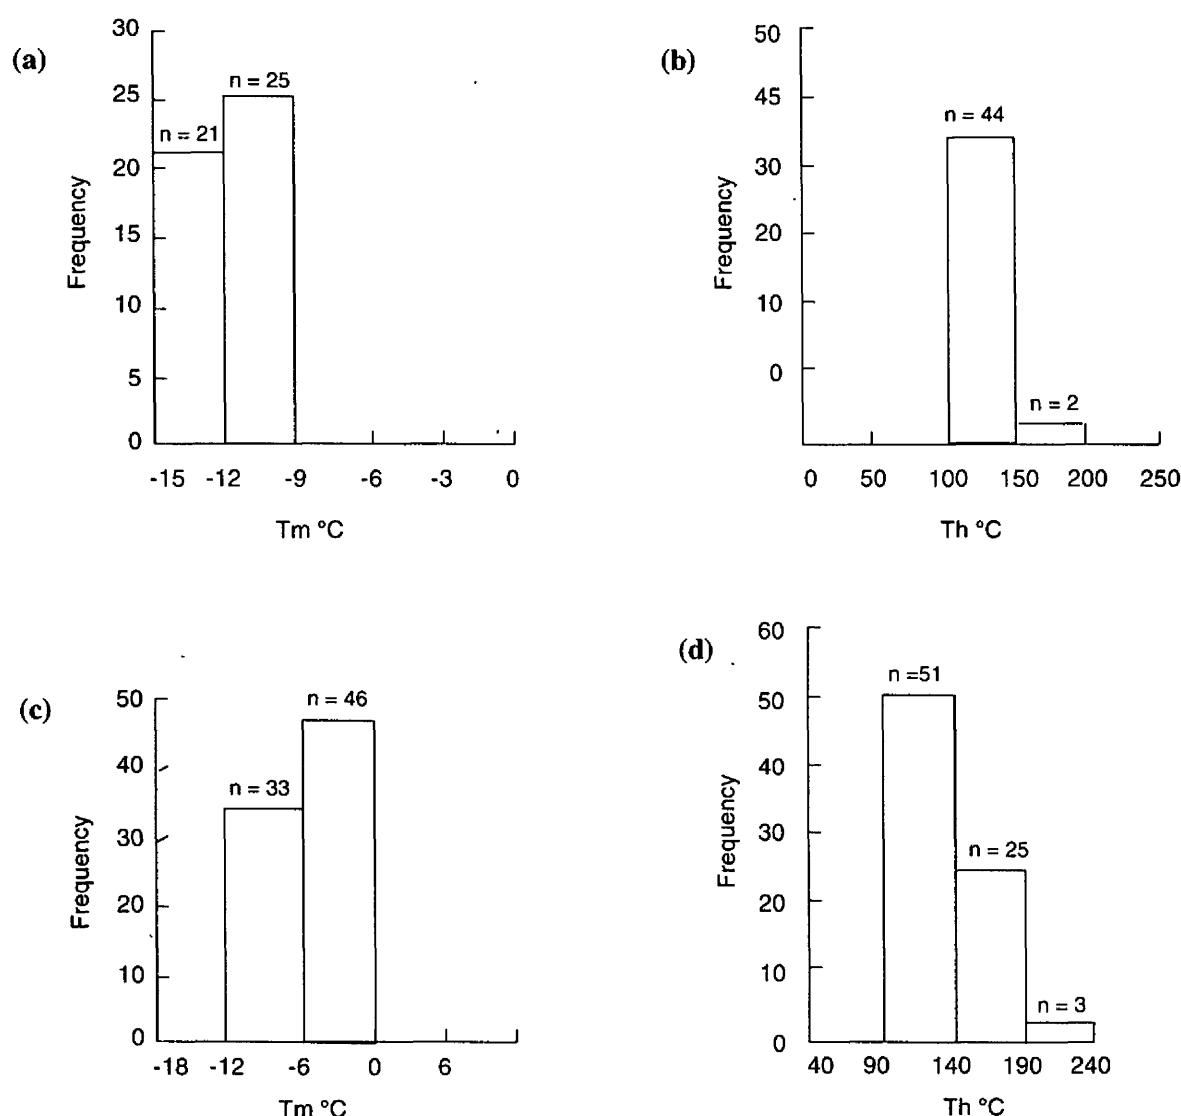 (a)
30
25
20
15
10
5
0
Frequency
n = 21
n = 25
-15 -12 -9 -6 -3 0
Tm °C
(b)
50
45
30
20
10
0
Frequency
n = 44
n = 2
0 50 100 150 200 250
Th °C
(c)
50
40
30
20
10
0
Frequency
n = 33
n = 46
-18 -12 -6 0 6
Tm °C
(d)
60
50
40
30
20
10
0
Frequency
n =51
n = 25
n = 3
40 90 140 190 240
Th °C